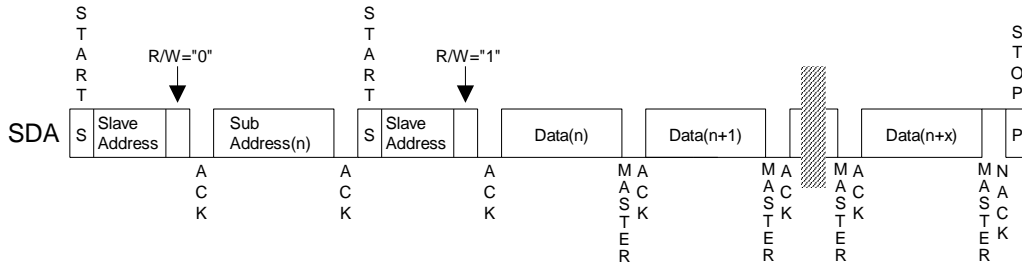 START
START
STOP
R/W="0"
R/W="1"
SDA
S
Slave
Address
Sub
Address(n)
S
Slave
Address
Data(n)
Data(n+1)
Data(n+x)
P
ACK
ACK
ACK
MASTER
ACK
MASTER
ACK
MASTER
ACK
MASTER
NACK